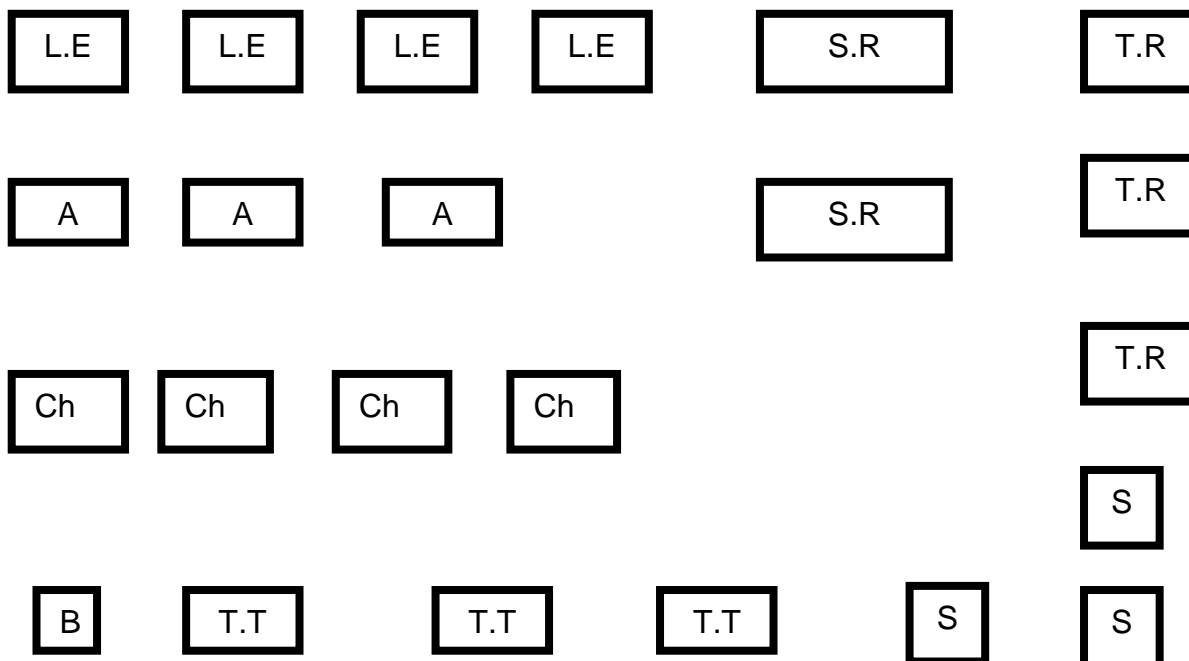 L.E L.E L.E L.E S.R T.R
A A A S.R T.R
T.R
Ch Ch Ch Ch
S
B T.T T.T T.T S S